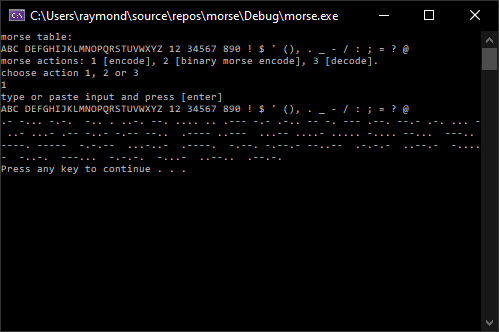 C:\Users\raymond\source\repos\morse\Debug\morse.exe
morse table:
ABC DEFGHIJKLMNOPQRSTUVWXYZ 12 34567 890 ! $ ' (), . _ - / : ; = ? @
morse actions: 1 [encode], 2 [binary morse encode], 3 [decode].
choose action 1, 2 or 3
1
type or paste input and press [enter]
ABC DEFGHIJKLMNOPQRSTUVWXYZ 12 34567 890 ! $ ' (), . _ - / : ; = ? @
.- -... -.-.  -.. . ..-. --. .... .. .--- -.- .-.. -- -. --- .--. --.- .-. ... -
 ..- ...- .-- -..- -.-- --..  .---- ..---  ...-- ....- ..... -.... --...  ---..
----. -----  -.-.--  ...-..-  .----.  -.--. -.--.- --..--  .-.-.-  ..--.-  -....
-  -..-.  ---...  -.-.-.  -...-  ..--..  .--.-.
Press any key to continue . . .